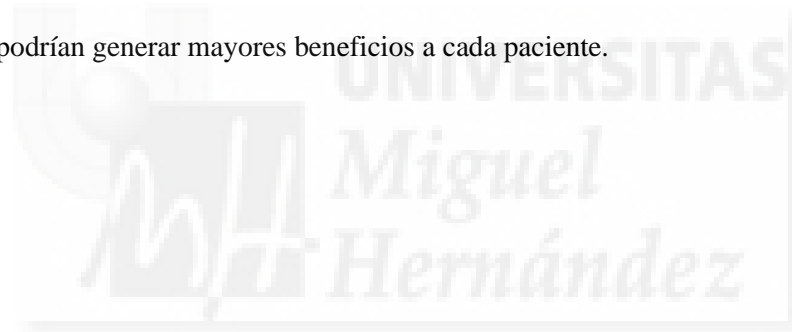 podrían generar mayores beneficios a cada paciente.
UNIVERSITAS
Miguel
Hernández